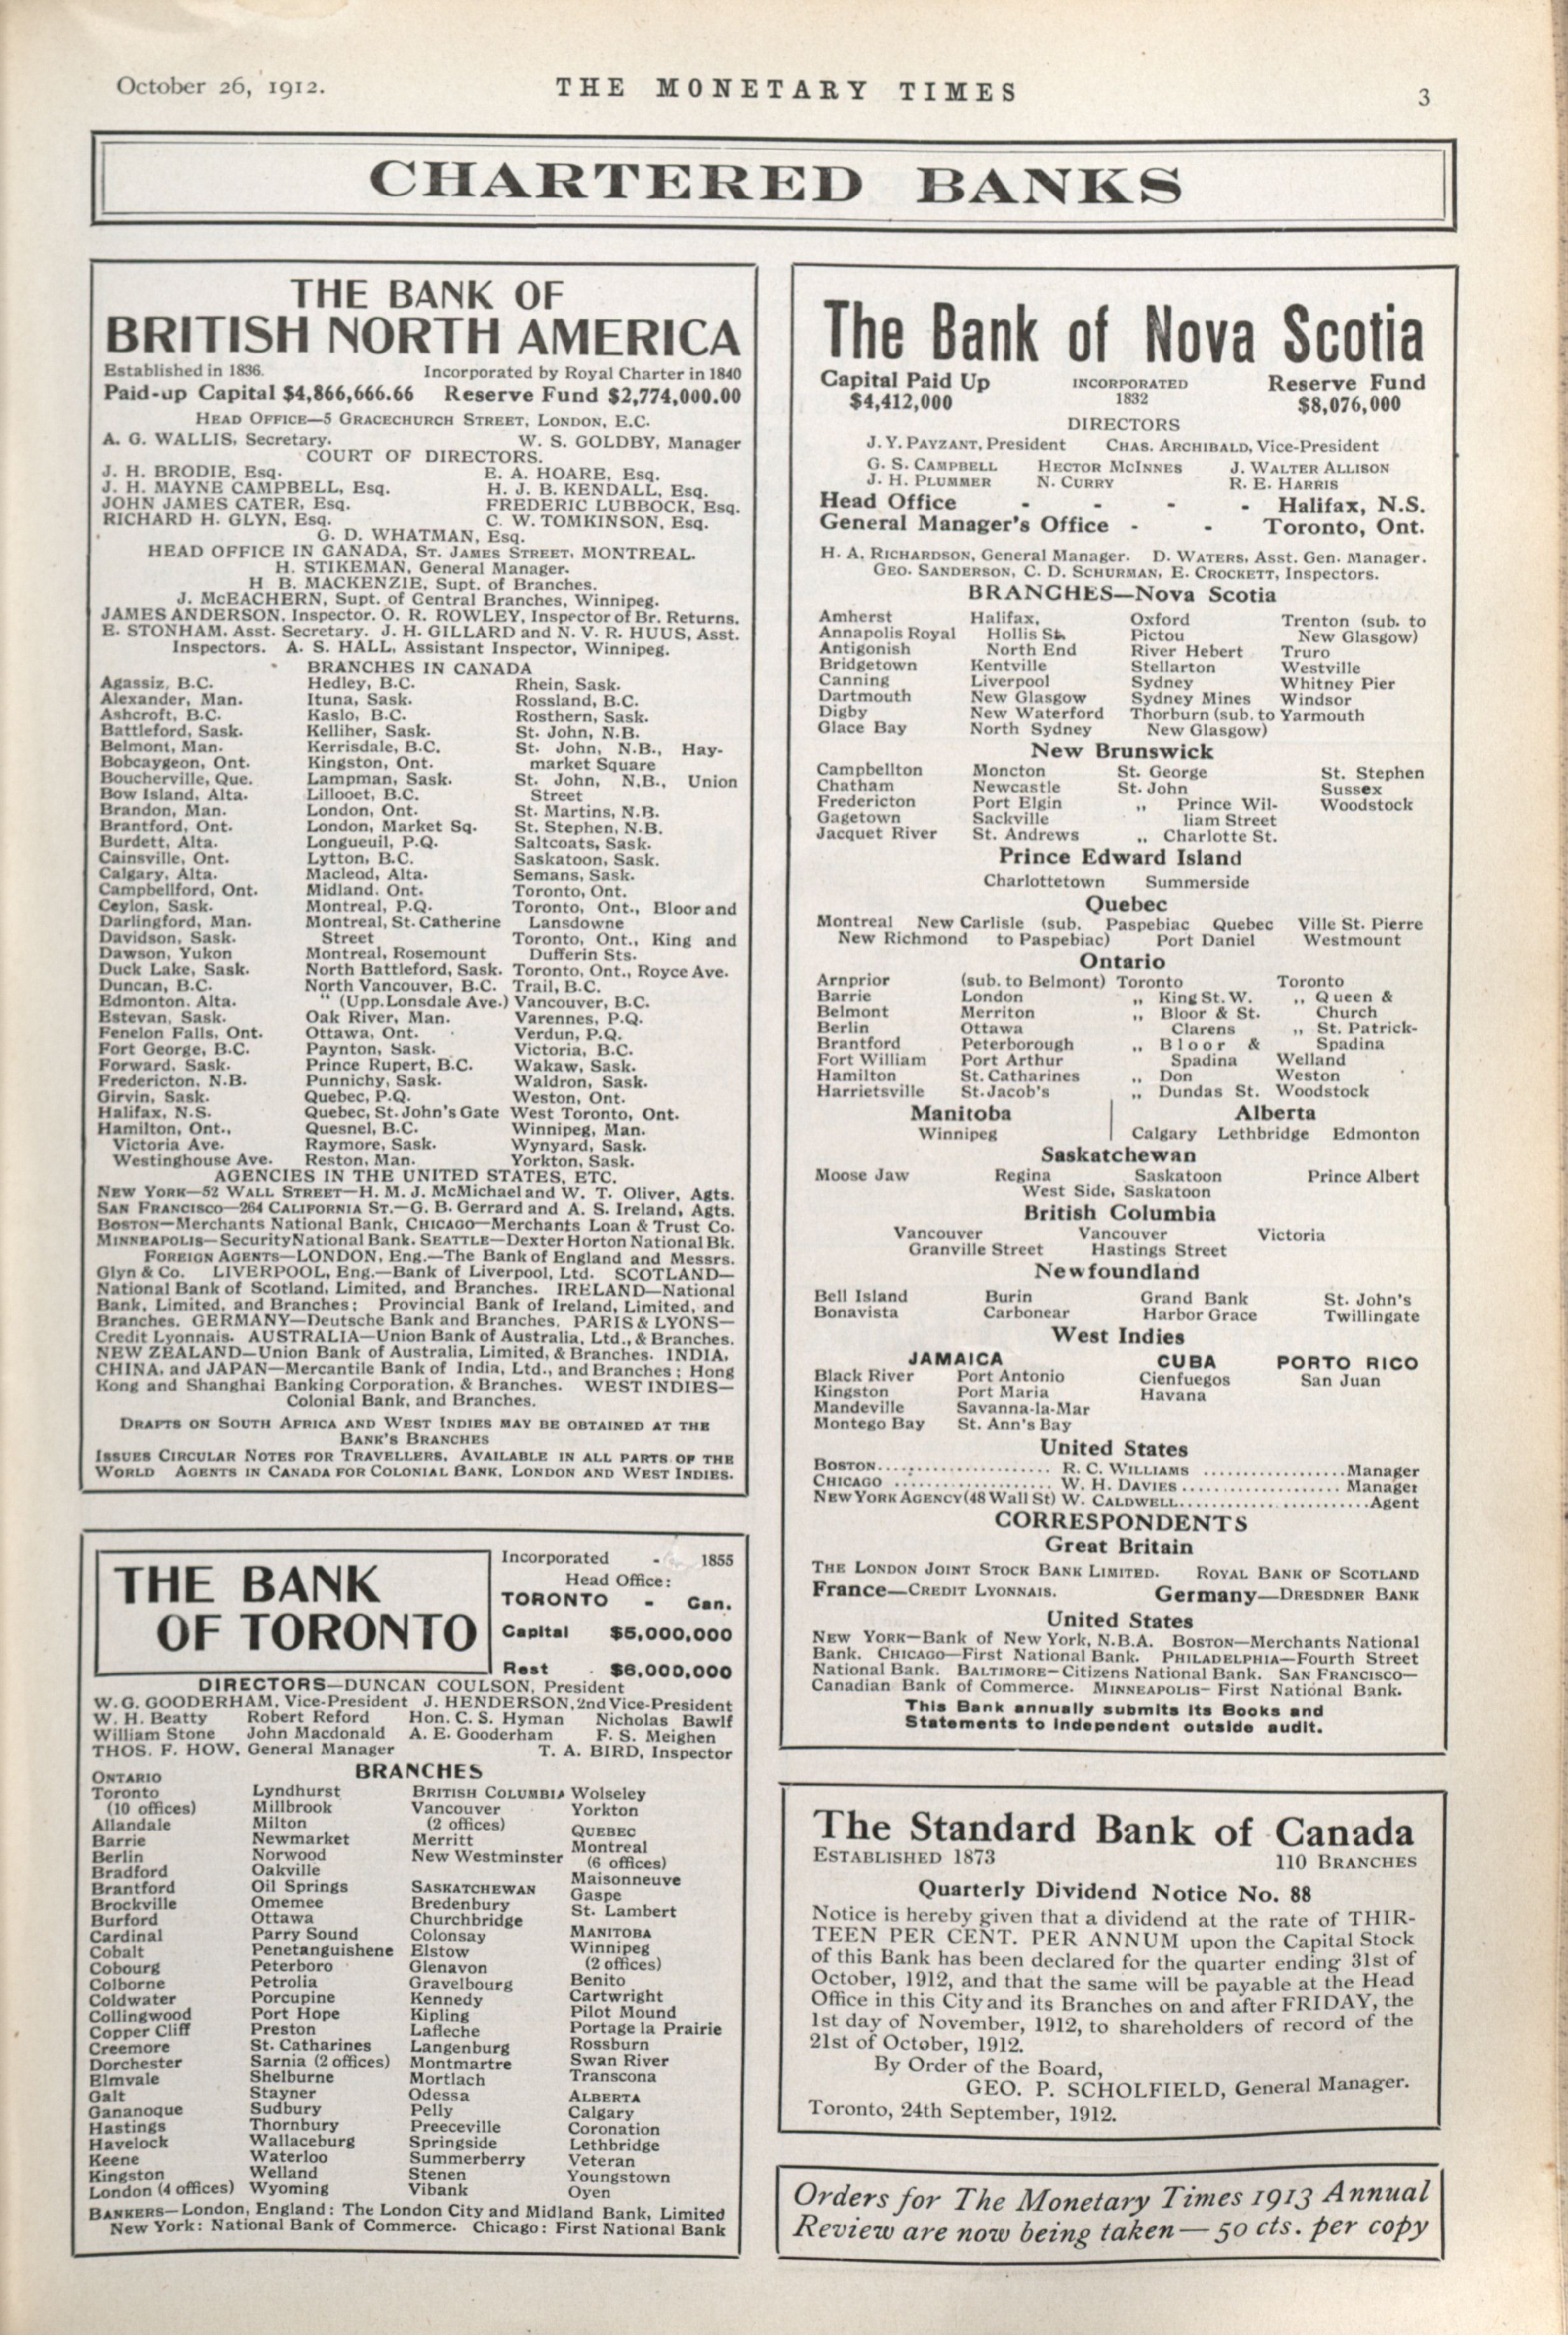 October 26, 1912.
THE MONETARY TIMES
3
CHARTERED BANKS
THE BANK OF
BRITISH NORTH AMERICA
Established in 1836. Incorporated by Royal Charter in 1840
Paid-up Capital $4,866,666.66 Reserve Fund $2,774,000.00
HEAD OFFICE—5 GRACECHURCH STREET, LONDON, E.C.
A. G. WALLIS, Secretary. W. S. GOLDBY, Manager
COURT OF DIRECTORS.
J. H. BRODIE, Esq. E. A. HOARE, Esq.
J. H. MAYNE CAMPBELL, Esq. H. J. B. KENDALL, Esq.
JOHN JAMES CATER, Esq. FREDERIC LUBBOCK, Esq.
RICHARD H. GLYN, Esq. C. W. TOMKINSON, Esq.
G. D. WHATMAN, Esq.
HEAD OFFICE IN CANADA, ST. JAMES STREET, MONTREAL.
H. STIKEMAN, General Manager.
H B. MACKENZIE, Supt. of Branches.
J. McEACHERN, Supt. of Central Branches, Winnipeg.
JAMES ANDERSON, Inspector. O. R. ROWLEY, Inspector of Br. Returns.
E. STONHAM, Asst. Secretary. J. H. GILLARD and N. V. R. HUUS, Asst.
Inspectors. A. S. HALL, Assistant Inspector, Winnipeg.
BRANCHES IN CANADA
Agassiz, B.C. Hedley, B.C. Rhein, Sask.
Alexander, Man. Ituna, Sask. Rossland, B.C.
Ashcroft, B.C. Kaslo, B.C. Rosthern, Sask.
Battleford, Sask. Kelliher, Sask. St. John, N.B.
Belmont, Man. Kerrisdale, B.C. St. John, N.B., Hay-
Bobcaygeon, Ont. Kingston, Ont. market Square
Boucherville, Que. Lampman, Sask. St. John, N.B., Union
Bow Island, Alta. Lillooet, B.C. Street
Brandon, Man. London, Ont. St. Martins, N.B.
Brantford, Ont. London, Market Sq. St. Stephen, N.B.
Burdett, Alta. Longueuil, P.Q. Saltcoats, Sask.
Cainsville, Ont. Lytton, B.C. Saskatoon, Sask.
Calgary, Alta. Macleod, Alta. Semans, Sask.
Campbellford, Ont. Midland, Ont. Toronto, Ont.
Ceylon, Sask. Montreal, P.Q. Toronto, Ont., Bloor and
Darlingford, Man. Montreal, St. Catherine Lansdowne
Davidson, Sask. Street Toronto, Ont., King and
Dawson, Yukon Montreal, Rosemount Dufferin Sts.
Duck Lake, Sask. North Battleford, Sask. Toronto, Ont., Royce Ave.
Duncan, B.C. North Vancouver, B.C. Trail, B.C.
Edmonton, Alta. " (Upp.Lonsdale Ave.) Vancouver, B.C.
Estevan, Sask. Oak River, Man. Varennes, P.Q.
Fenelon Falls, Ont. Ottawa, Ont. Verdun, P.Q.
Fort George, B.C. Paynton, Sask. Victoria, B.C.
Forward, Sask. Prince Rupert, B.C. Wakaw, Sask.
Fredericton, N.B. Punnichy, Sask. Waldron, Sask.
Girvin, Sask. Quebec, P.Q. Weston, Ont.
Halifax, N.S. Quebec, St. John's Gate West Toronto, Ont.
Hamilton, Ont., Quesnel, B.C. Winnipeg, Man.
Victoria Ave. Raymore, Sask. Wynyard, Sask.
Westinghouse Ave. Reston, Man. Yorkton, Sask.
AGENCIES IN THE UNITED STATES, ETC.
NEW YORK—52 WALL STREET—H. M. J. McMichael and W. T. Oliver, Agts.
SAN FRANCISCO—264 CALIFORNIA ST.—G. B. Gerrard and A. S. Ireland, Agts.
BOSTON—Merchants National Bank, CHICAGO—Merchants Loan & Trust Co.
MINNEAPOLIS—Security National Bank. SEATTLE—Dexter Horton National Bk.
FOREIGN AGENTS—LONDON, Eng.—The Bank of England and Messrs.
Glyn & Co. LIVERPOOL, Eng.—Bank of Liverpool, Ltd. SCOTLAND—
National Bank of Scotland, Limited, and Branches. IRELAND—National
Bank, Limited, and Branches; Provincial Bank of Ireland, Limited, and
Branches. GERMANY—Deutsche Bank and Branches. PARIS & LYONS—
Credit Lyonnais. AUSTRALIA—Union Bank of Australia, Ltd., & Branches.
NEW ZEALAND—Union Bank of Australia, Limited, & Branches. INDIA,
CHINA, and JAPAN—Mercantile Bank of India, Ltd., and Branches; Hong
Kong and Shanghai Banking Corporation, & Branches. WEST INDIES—
Colonial Bank, and Branches.
DRAFTS ON SOUTH AFRICA AND WEST INDIES MAY BE OBTAINED AT THE
BANK'S BRANCHES
ISSUES CIRCULAR NOTES FOR TRAVELLERS, AVAILABLE IN ALL PARTS OF THE
WORLD AGENTS IN CANADA FOR COLONIAL BANK, LONDON AND WEST INDIES.
THE BANK
OF TORONTO
Incorporated - 1855
Head Office:
TORONTO - Can.
Capital $5,000,000
Rest $6,000,000
DIRECTORS—DUNCAN COULSON, President
W. G. GOODERHAM, Vice-President J. HENDERSON, 2nd Vice-President
W. H. Beatty Robert Reford Hon. C. S. Hyman Nicholas Bawlf
William Stone John Macdonald A. E. Gooderham F. S. Meighen
THOS. F. HOW, General Manager T. A. BIRD, Inspector
BRANCHES
ONTARIO
Toronto
(10 offices)
Allandale
Barrie
Berlin
Bradford
Brantford
Brockville
Burford
Cardinal
Cobalt
Cobourg
Colborne
Coldwater
Collingwood
Copper Cliff
Creemore
Dorchester
Elmvale
Galt
Gananoque
Hastings
Havelock
Keene
Kingston
London (4 offices)
Lyndhurst
Millbrook
Milton
Newmarket
Norwood
Oakville
Oil Springs
Omemee
Ottawa
Parry Sound
Penetanguishene
Peterboro
Petrolia
Porcupine
Port Hope
Preston
St. Catharines
Sarnia (2 offices)
Shelburne
Stayner
Sudbury
Thornbury
Wallaceburg
Waterloo
Welland
Wyoming
BRITISH COLUMBIA
Vancouver
(2 offices)
Merritt
New Westminster
SASKATCHEWAN
Bredenbury
Churchbridge
Colonsay
Elstow
Glenavon
Gravelbourg
Kennedy
Kipling
Lafleche
Langenburg
Montmartre
Mortlach
Odessa
Pelly
Preeceville
Springside
Summerberry
Stenen
Vibank
Wolseley
Yorkton
QUEBEC
Montreal
(6 offices)
Maisonneuve
Gaspe
St. Lambert
MANITOBA
Winnipeg
(2 offices)
Benito
Cartwright
Pilot Mound
Portage la Prairie
Rossburn
Swan River
Transcona
ALBERTA
Calgary
Coronation
Lethbridge
Veteran
Youngstown
Oyen
BANKERS—London, England: The London City and Midland Bank, Limited
New York: National Bank of Commerce. Chicago: First National Bank
The Bank of Nova Scotia
Capital Paid Up INCORPORATED Reserve Fund
$4,412,000 1832 $8,076,000
DIRECTORS
J. Y. PAYZANT, President CHAS. ARCHIBALD, Vice-President
G. S. CAMPBELL HECTOR MCINNES J. WALTER ALLISON
J. H. PLUMMER N. CURRY R. E. HARRIS
Head Office - - - - Halifax, N.S.
General Manager's Office - - Toronto, Ont.
H. A. RICHARDSON, General Manager. D. WATERS, Asst. Gen. Manager.
GEO. SANDERSON, C. D. SCHURMAN, E. CROCKETT, Inspectors.
BRANCHES—Nova Scotia
Amherst Halifax, Oxford Trenton (sub. to
Annapolis Royal Hollis St. Pictou New Glasgow)
Antigonish North End River Hebert Truro
Bridgetown Kentville Stellarton Westville
Canning Liverpool Sydney Whitney Pier
Dartmouth New Glasgow Sydney Mines Windsor
Digby New Waterford Thorburn (sub. to Yarmouth
Glace Bay North Sydney New Glasgow)
New Brunswick
Campbellton Moncton St. George St. Stephen
Chatham Newcastle St. John Sussex
Fredericton Port Elgin ,, Prince Wil- Woodstock
Gagetown Sackville liam Street
Jacquet River St. Andrews ,, Charlotte St.
Prince Edward Island
Charlottetown Summerside
Quebec
Montreal New Carlisle (sub. Paspebiac Quebec Ville St. Pierre
New Richmond to Paspebiac) Port Daniel Westmount
Ontario
Arnprior (sub. to Belmont) Toronto Toronto
Barrie London ,, King St. W. ,, Queen &
Belmont Merriton ,, Bloor & St. Church
Berlin Ottawa Clarens ,, St. Patrick-
Brantford Peterborough ,, Bloor & Spadina
Fort William Port Arthur Spadina Welland
Hamilton St. Catharines ,, Don Weston
Harrietsville St. Jacob's ,, Dundas St. Woodstock
Manitoba Alberta
Winnipeg Calgary Lethbridge Edmonton
Saskatchewan
Moose Jaw Regina Saskatoon Prince Albert
West Side, Saskatoon
British Columbia
Vancouver Vancouver Victoria
Granville Street Hastings Street
Newfoundland
Bell Island Burin Grand Bank St. John's
Bonavista Carbonear Harbor Grace Twillingate
West Indies
JAMAICA CUBA PORTO RICO
Black River Port Antonio Cienfuegos San Juan
Kingston Port Maria Havana
Mandeville Savanna-la-Mar
Montego Bay St. Ann's Bay
United States
BOSTON..................... R. C. WILLIAMS .................Manager
CHICAGO .................... W. H. DAVIES................... Manager
NEW YORK AGENCY (48 Wall St) W. CALDWELL.......................Agent
CORRESPONDENTS
Great Britain
THE LONDON JOINT STOCK BANK LIMITED. ROYAL BANK OF SCOTLAND
France—CREDIT LYONNAIS. Germany—DRESDNER BANK
United States
NEW YORK—Bank of New York, N.B.A. BOSTON—Merchants National
Bank. CHICAGO—First National Bank. PHILADELPHIA—Fourth Street
National Bank. BALTIMORE—Citizens National Bank. SAN FRANCISCO—
Canadian Bank of Commerce. MINNEAPOLIS—First National Bank.
This Bank annually submits its Books and
Statements to independent outside audit.
The Standard Bank of Canada
ESTABLISHED 1873 110 BRANCHES
Quarterly Dividend Notice No. 88
Notice is hereby given that a dividend at the rate of THIR-
TEEN PER CENT. PER ANNUM upon the Capital Stock
of this Bank has been declared for the quarter ending 31st of
October, 1912, and that the same will be payable at the Head
Office in this City and its Branches on and after FRIDAY, the
1st day of November, 1912, to shareholders of record of the
21st of October, 1912.
By Order of the Board,
GEO. P. SCHOLFIELD, General Manager.
Toronto, 24th September, 1912.
Orders for The Monetary Times 1913 Annual
Review are now being taken — 50 cts. per copy